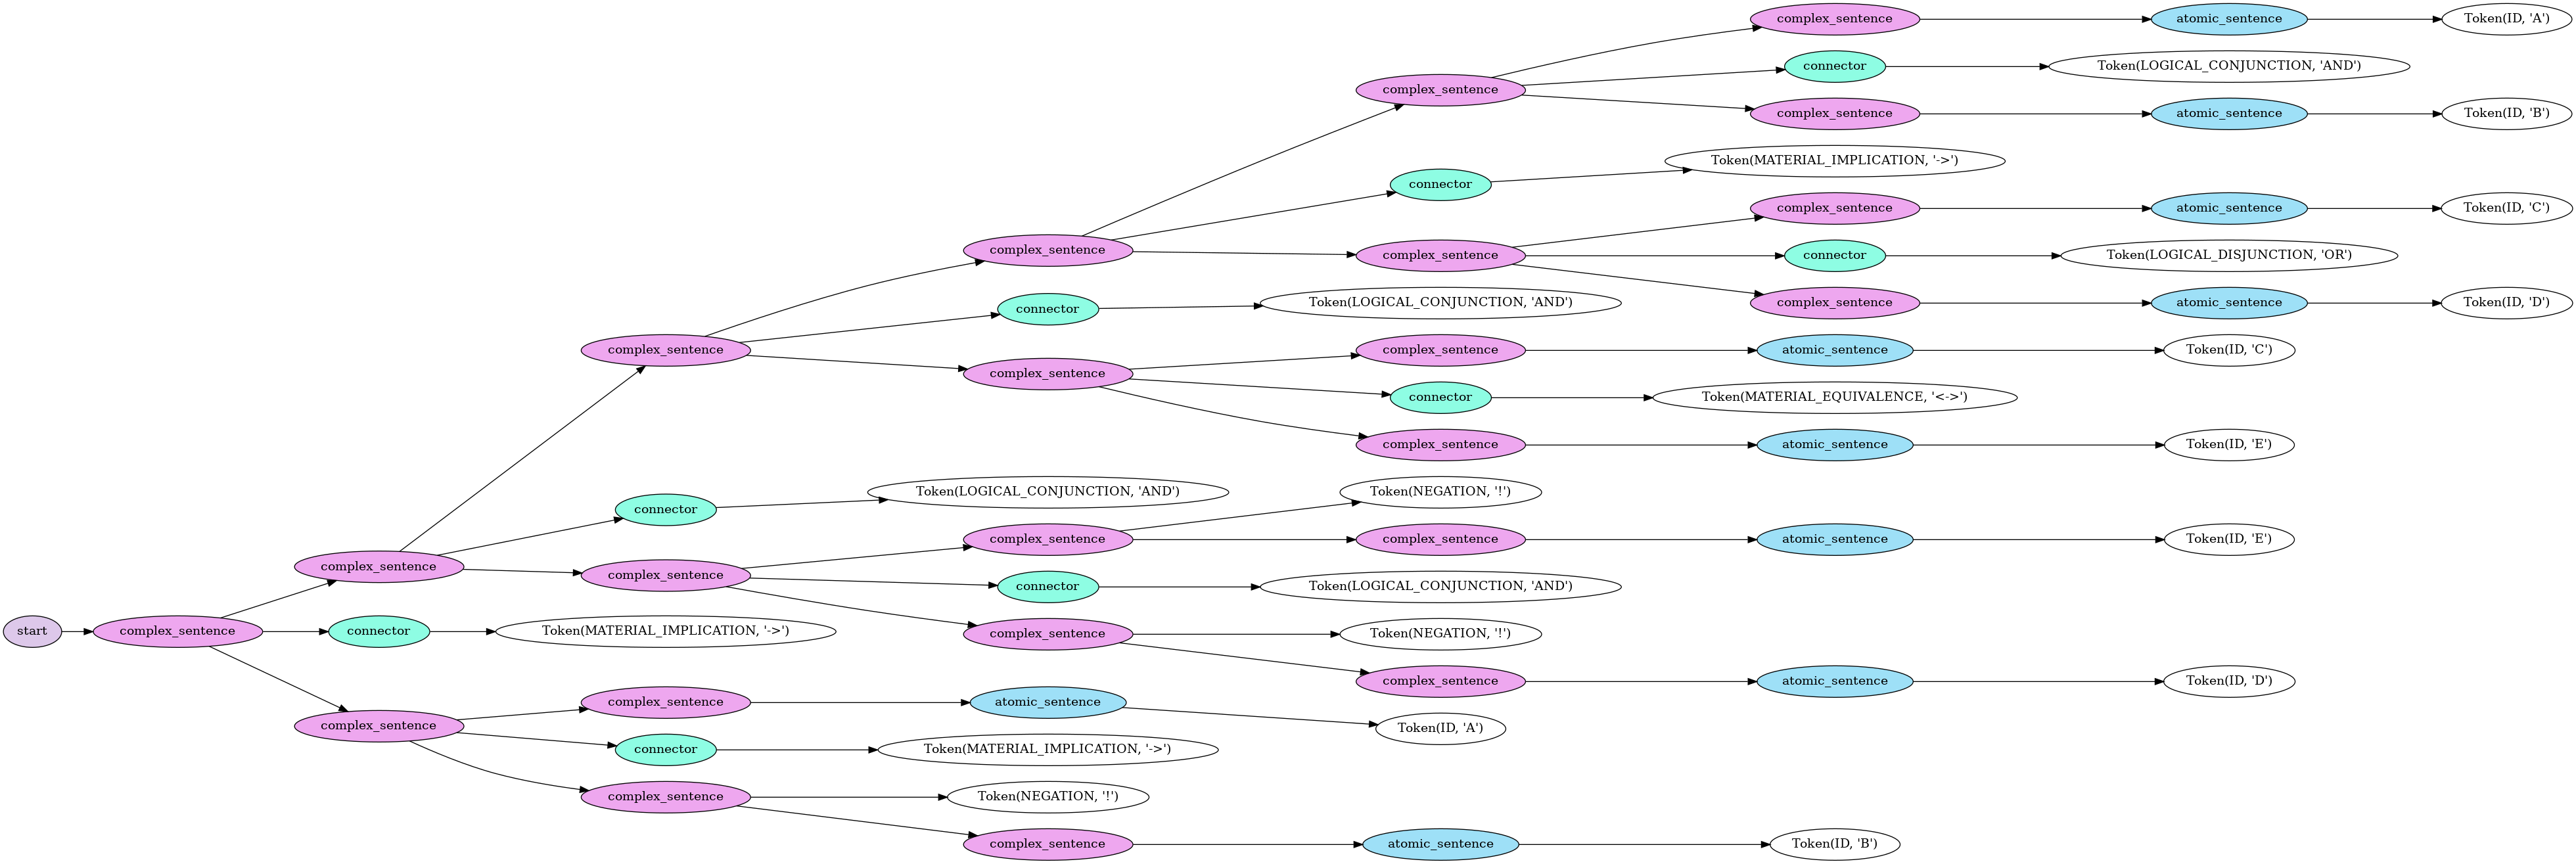 complex_sentence
atomic_sentence
Token(ID, 'A')
connector
Token(LOGICAL_CONJUNCTION, 'AND')
complex_sentence
complex_sentence
atomic_sentence
Token(ID, 'B')
Token(MATERIAL_IMPLICATION, '->')
connector
complex_sentence
atomic_sentence
Token(ID, 'C')
complex_sentence
complex_sentence
connector
Token(LOGICAL_DISJUNCTION, 'OR')
connector
Token(LOGICAL_CONJUNCTION, 'AND')
complex_sentence
atomic_sentence
Token(ID, 'D')
complex_sentence
complex_sentence
atomic_sentence
Token(ID, 'C')
complex_sentence
connector
Token(MATERIAL_EQUIVALENCE, '<->')
complex_sentence
atomic_sentence
Token(ID, 'E')
Token(LOGICAL_CONJUNCTION, 'AND')
Token(NEGATION, '!')
connector
complex_sentence
complex_sentence
atomic_sentence
Token(ID, 'E')
complex_sentence
complex_sentence
connector
Token(LOGICAL_CONJUNCTION, 'AND')
start
complex_sentence
connector
Token(MATERIAL_IMPLICATION, '->')
complex_sentence
Token(NEGATION, '!')
complex_sentence
atomic_sentence
Token(ID, 'D')
complex_sentence
complex_sentence
atomic_sentence
Token(ID, 'A')
connector
Token(MATERIAL_IMPLICATION, '->')
complex_sentence
Token(NEGATION, '!')
complex_sentence
atomic_sentence
Token(ID, 'B')